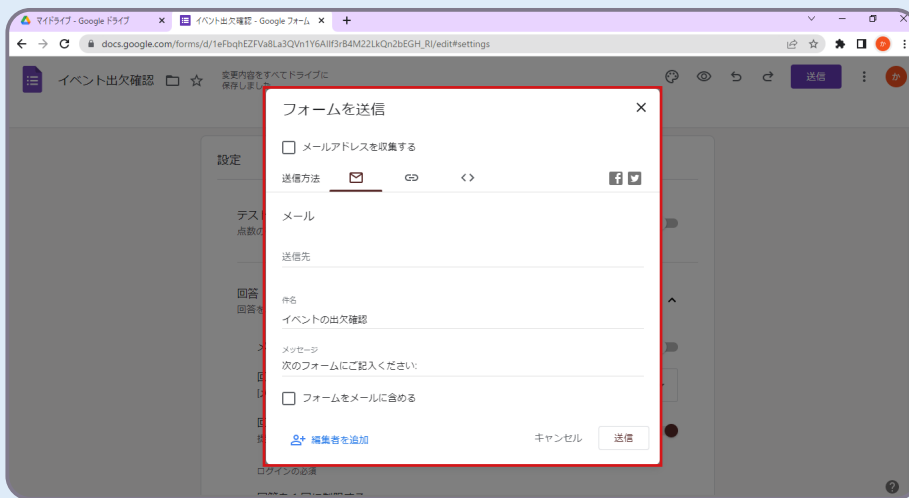 マイドライブ - Google ドライブ
イベント出欠確認 - Google フォーム
docs.google.com/forms/d/1eFbqhEZFVa8La3QVn1Y6AIIf3rB4M22LkQn2bEGH_RI/edit#settings
か
イベント出欠確認
変更内容をすべてドライブに
保存しました
送信
か
フォームを送信
メールアドレスを収集する
設定
送信方法
メール
テスト
点数の
送信先
回答
回答を
件名
イベントの出欠確認
メッセージ
次のフォームにご記入ください:
フォームをメールに含める
編集者を追加
キャンセル
送信
ログインの必須